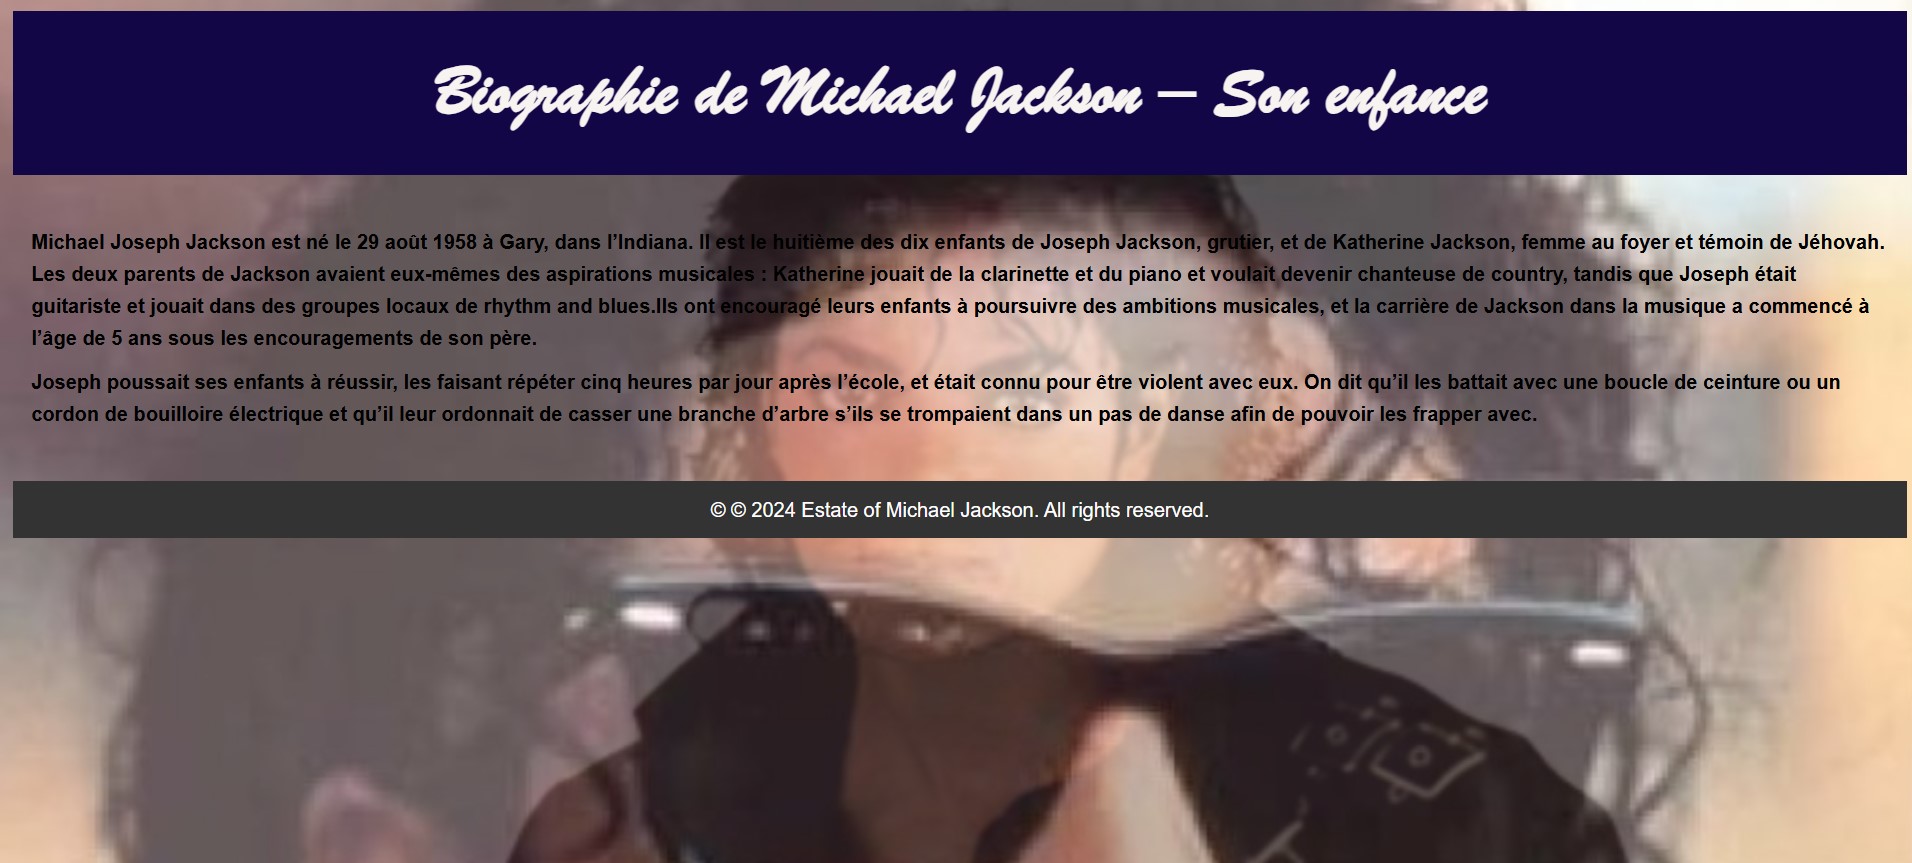 Biographie de Michael Jackson – Son enfance
Michael Joseph Jackson est né le 29 août 1958 à Gary, dans l’Indiana. Il est le huitième des dix enfants de Joseph Jackson, grutier, et de Katherine Jackson, femme au foyer et témoin de Jéhovah.
Les deux parents de Jackson avaient eux-mêmes des aspirations musicales : Katherine jouait de la clarinette et du piano et voulait devenir chanteuse de country, tandis que Joseph était
guitariste et jouait dans des groupes locaux de rhythm and blues.Ils ont encouragé leurs enfants à poursuivre des ambitions musicales, et la carrière de Jackson dans la musique a commencé à
l’âge de 5 ans sous les encouragements de son père.
Joseph poussait ses enfants à réussir, les faisant répéter cinq heures par jour après l’école, et était connu pour être violent avec eux. On dit qu’il les battait avec une boucle de ceinture ou un
cordon de bouilloire électrique et qu’il leur ordonnait de casser une branche d’arbre s’ils se trompaient dans un pas de danse afin de pouvoir les frapper avec.
© © 2024 Estate of Michael Jackson. All rights reserved.